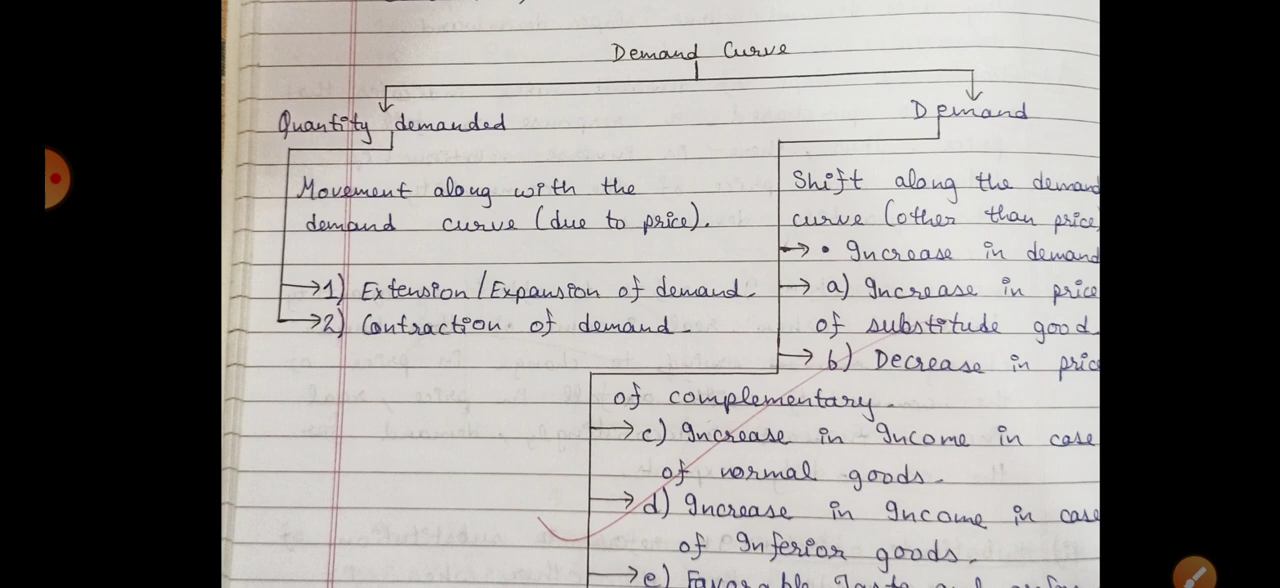 Demand Curve
Quantity demanded
Movement along with the
demand curve (due to price).
→1) Extension/Expansion of demand.
→2) Contraction of demand
Demand
Shift along the demand
curve (other than price)
→ • Increase in demand
→ a) Increase in price
of substitude good
→ b) Decrease in price
of complementary.
→ c) Increase in Income in case
of normal goods.
→ d) Increase in Income in case
of Inferior goods.
→ e) Favorable